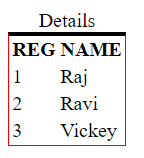 Details
REG NAME
1 Raj
2 Ravi
3 Vickey